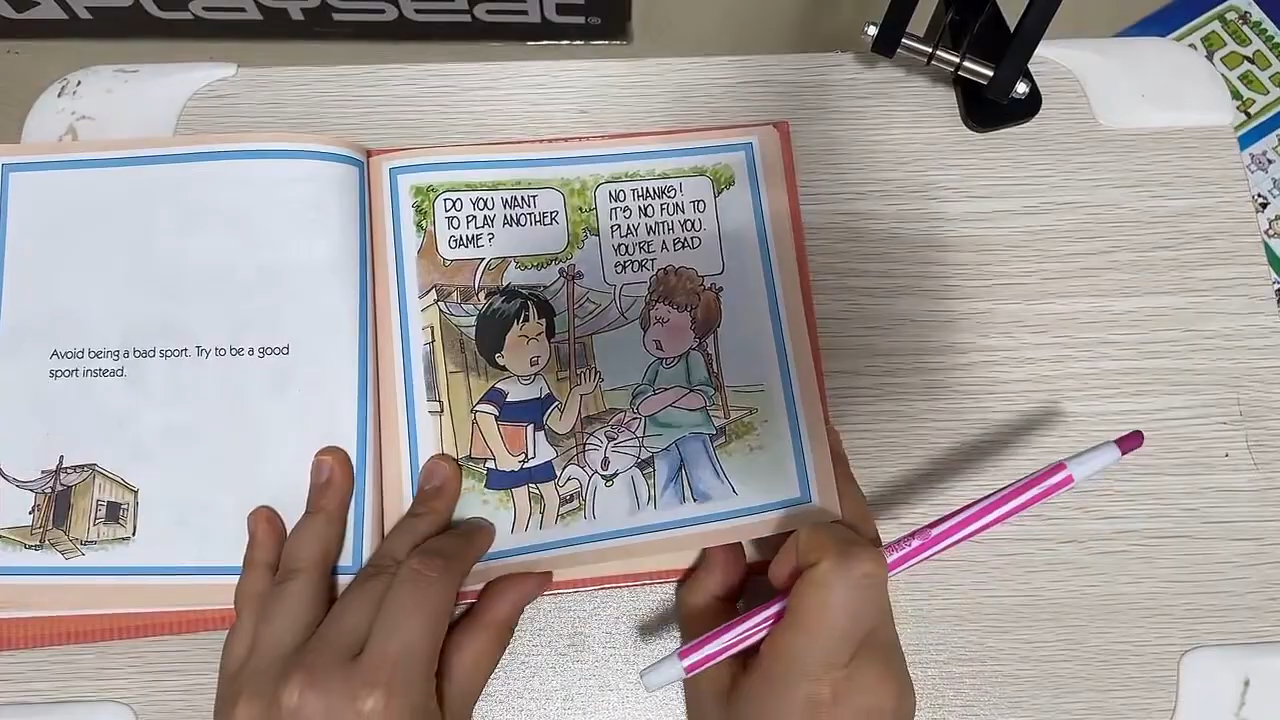 PLAYSEAT®
Avoid being a bad sport. Try to be a good
sport instead.
DO YOU WANT
TO PLAY ANOTHER
GAME?
NO THANKS!
IT'S NO FUN TO
PLAY WITH YOU.
YOU'RE A BAD
SPORT.